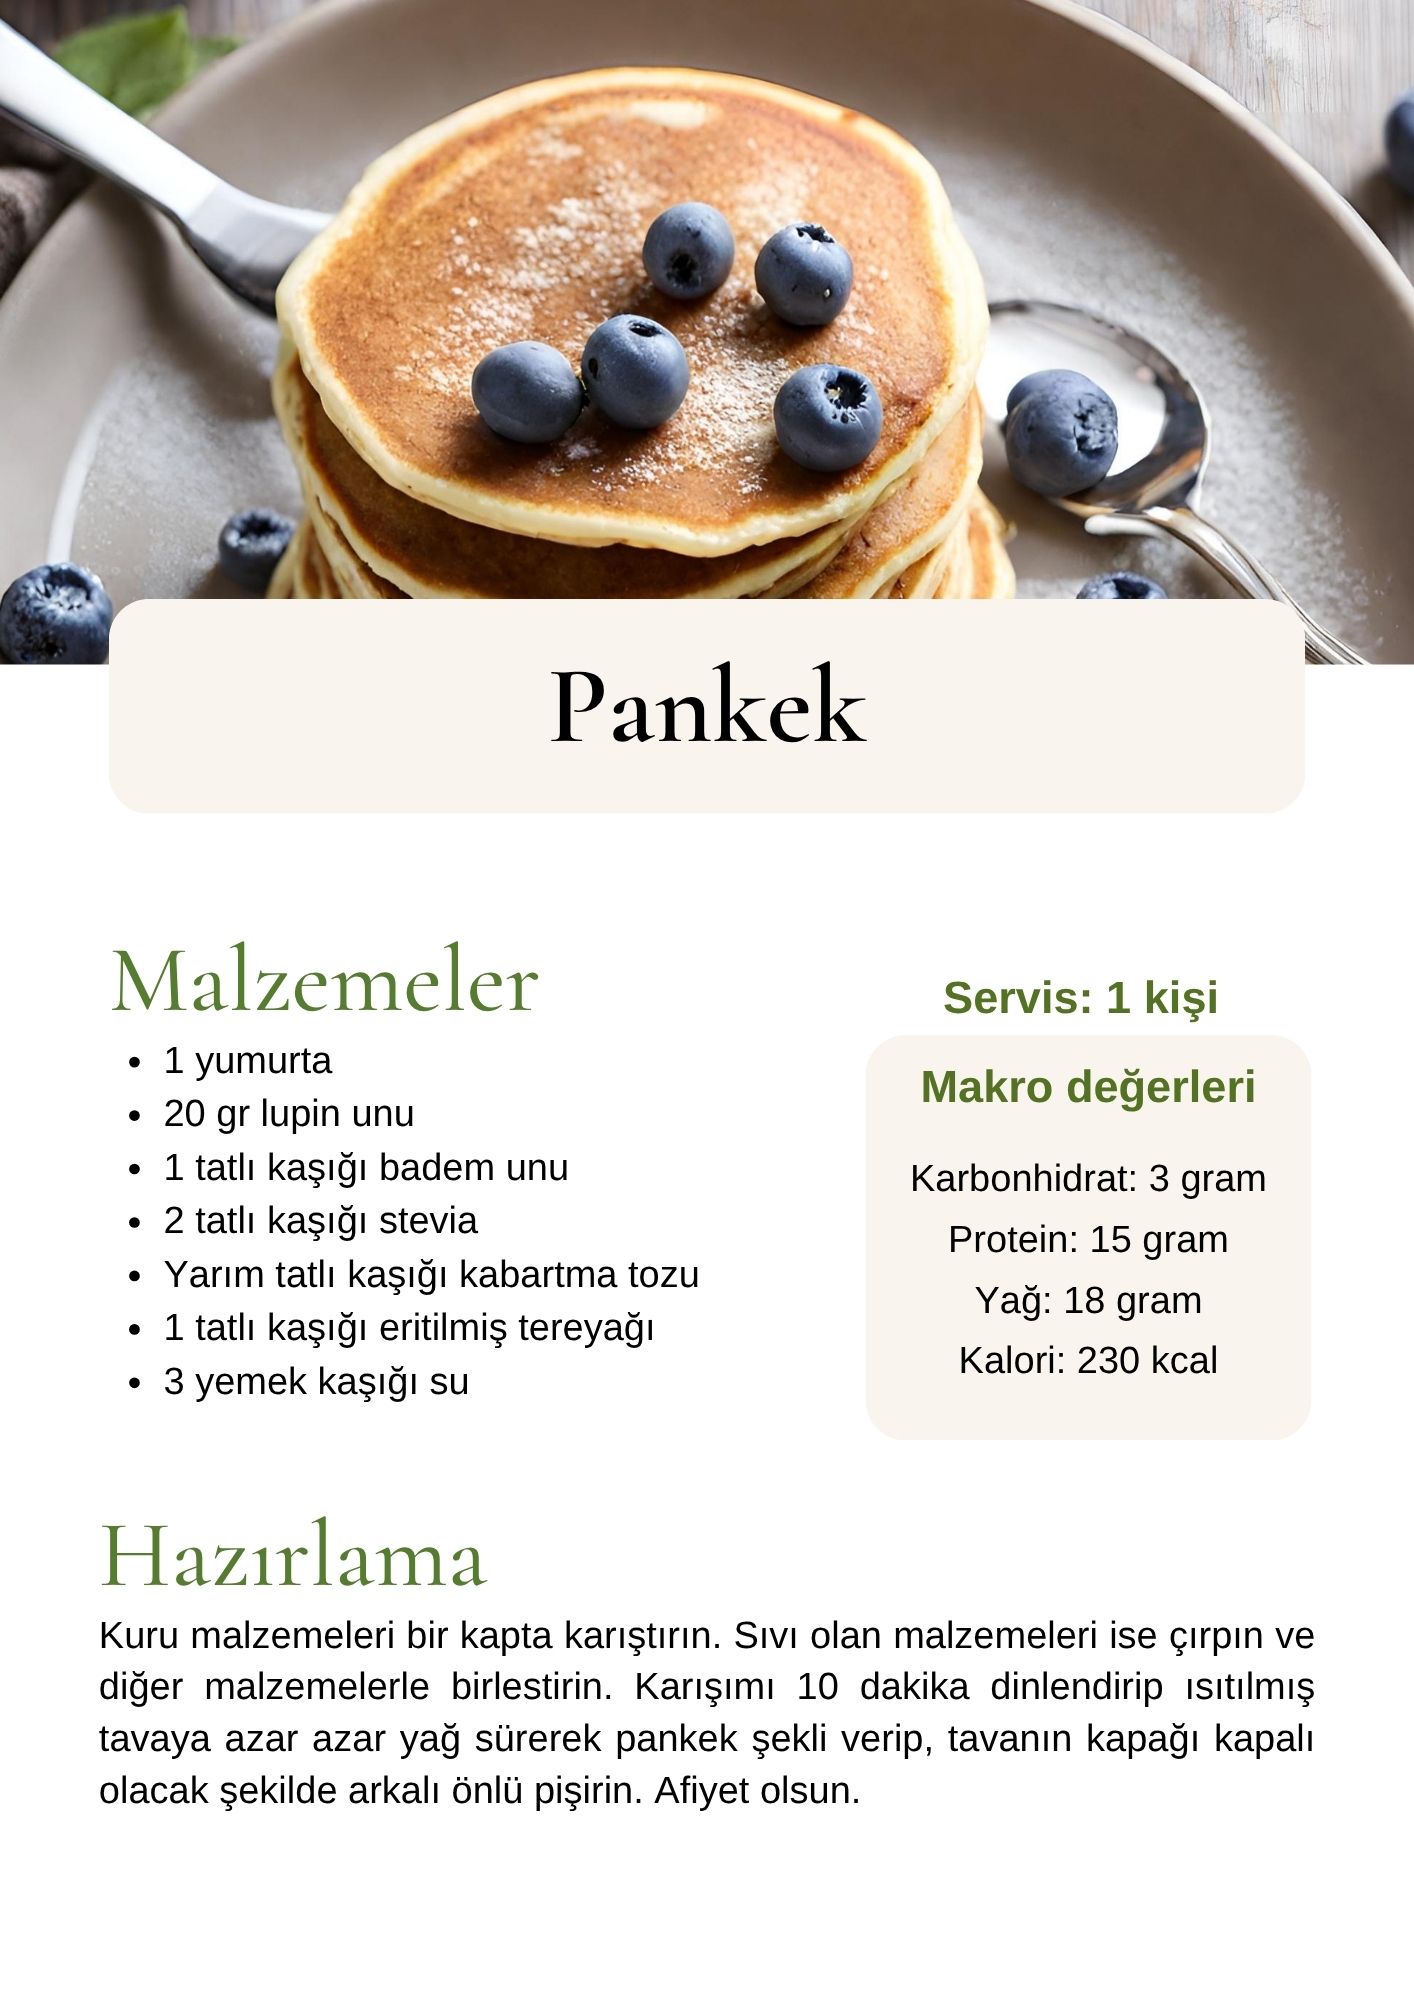 Pankek
Malzemeler
1 yumurta
20 gr lupin unu
1 tatlı kaşığı badem unu
2 tatlı kaşığı stevia
Yarım tatlı kaşığı kabartma tozu
1 tatlı kaşığı eritilmiş tereyağı
3 yemek kaşığı su
Servis: 1 kişi
Makro değerleri
Karbonhidrat: 3 gram
Protein: 15 gram
Yağ: 18 gram
Kalori: 230 kcal
Hazırlama
Kuru malzemeleri bir kapta karıştırın. Sıvı olan malzemeleri ise çırpın ve
diğer malzemelerle birlestirin. Karışımı 10 dakika dinlendirip ısıtılmış
tavaya azar azar yağ sürerek pankek şekli verip, tavanın kapağı kapalı
olacak şekilde arkalı önlü pişirin. Afiyet olsun.